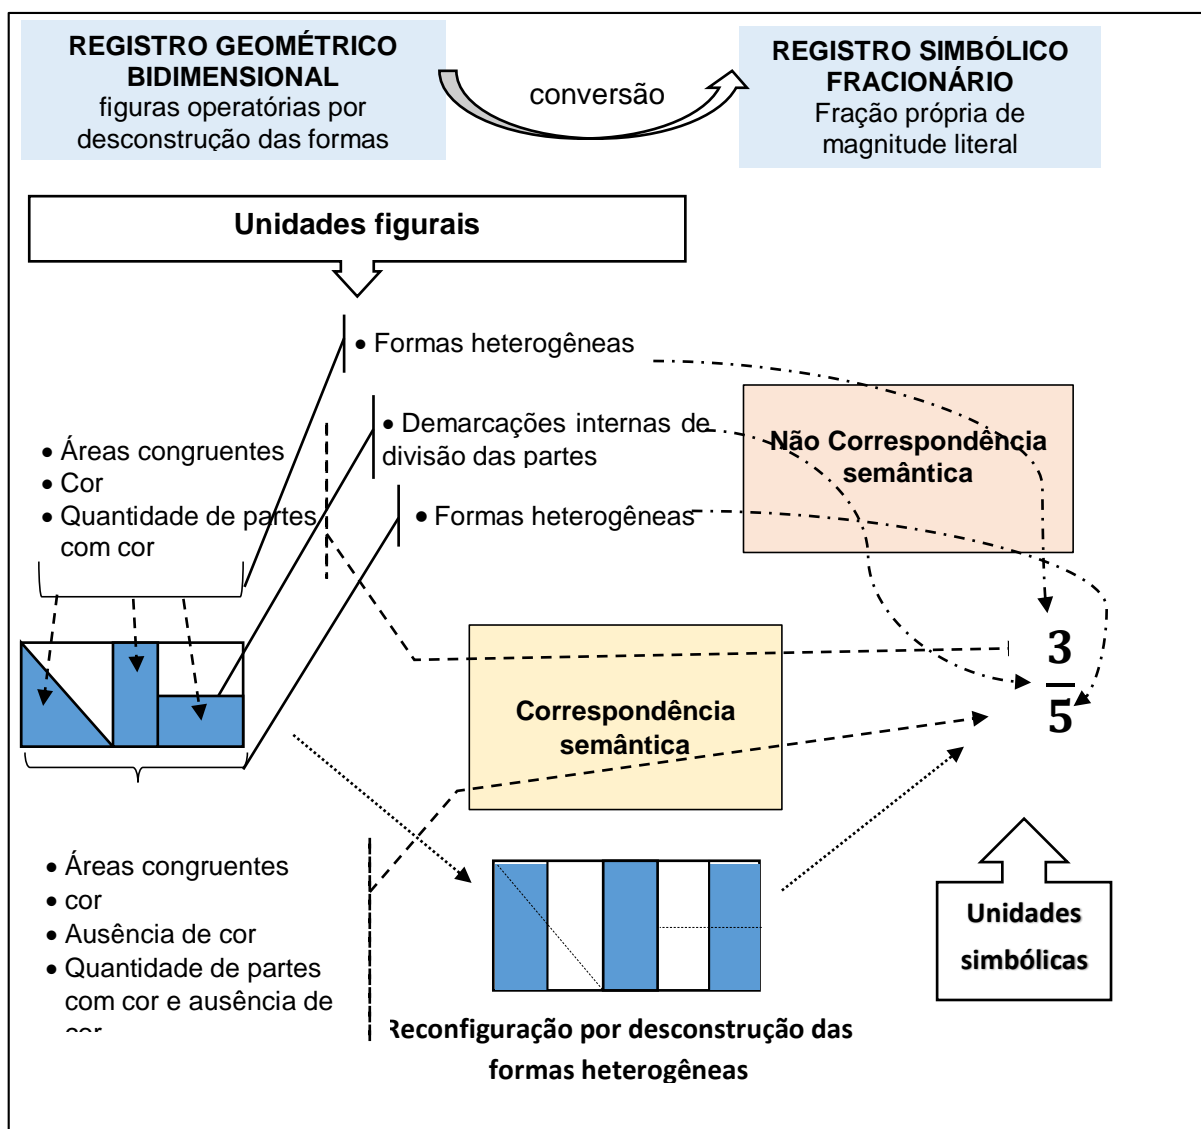 REGISTRO GEOMÉTRICO
BIDIMENSIONAL
figuras operatórias por
desconstrução das formas
conversão
REGISTRO SIMBÓLICO
FRACIONÁRIO
Fração própria de
magnitude literal
Unidades figurais
• Formas heterogêneas
• Demarcações internas de
divisão das partes
• Formas heterogêneas
Não Correspondência
semântica
• Áreas congruentes
• Cor
• Quantidade de partes
com cor
3
5
Correspondência
semântica
• Áreas congruentes
• cor
• Ausência de cor
• Quantidade de partes
com cor e ausência de
cor
Reconfiguração por desconstrução das
formas heterogêneas
Unidades
simbólicas